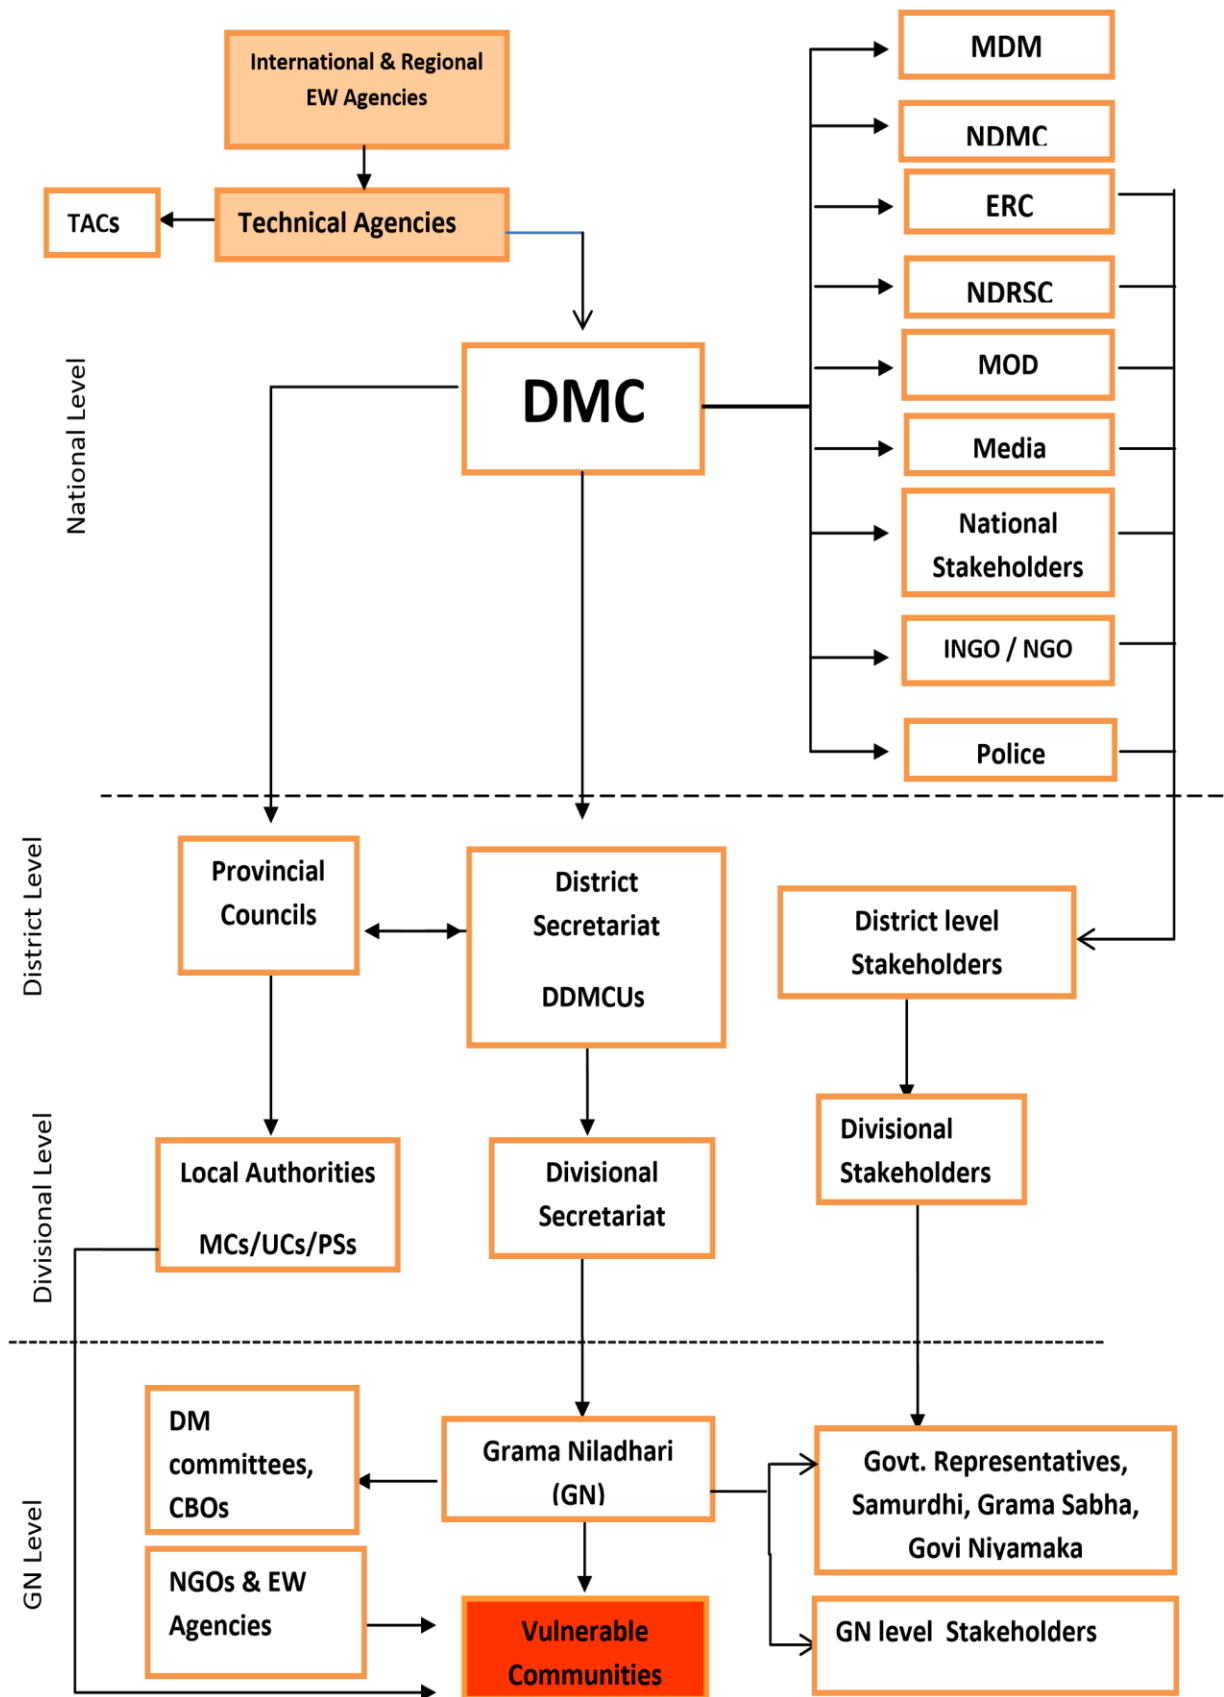 International & Regional
EW Agencies
MDM
NDMC
TACs
Technical Agencies
ERC
NDRSC
National Level
DMC
MOD
Media
National
Stakeholders
INGO / NGO
Police
District Level
Provincial
Councils
District
Secretariat
DDMCUs
District level
Stakeholders
Divisional Level
Local Authorities
MCs/UCs/PSs
Divisional
Secretariat
Divisional
Stakeholders
GN Level
DM
committees,
CBOs
Grama Niladhari
(GN)
Govt. Representatives,
Samurdhi, Grama Sabha,
Govi Niyamaka
NGOs & EW
Agencies
Vulnerable
Communities
GN level Stakeholders